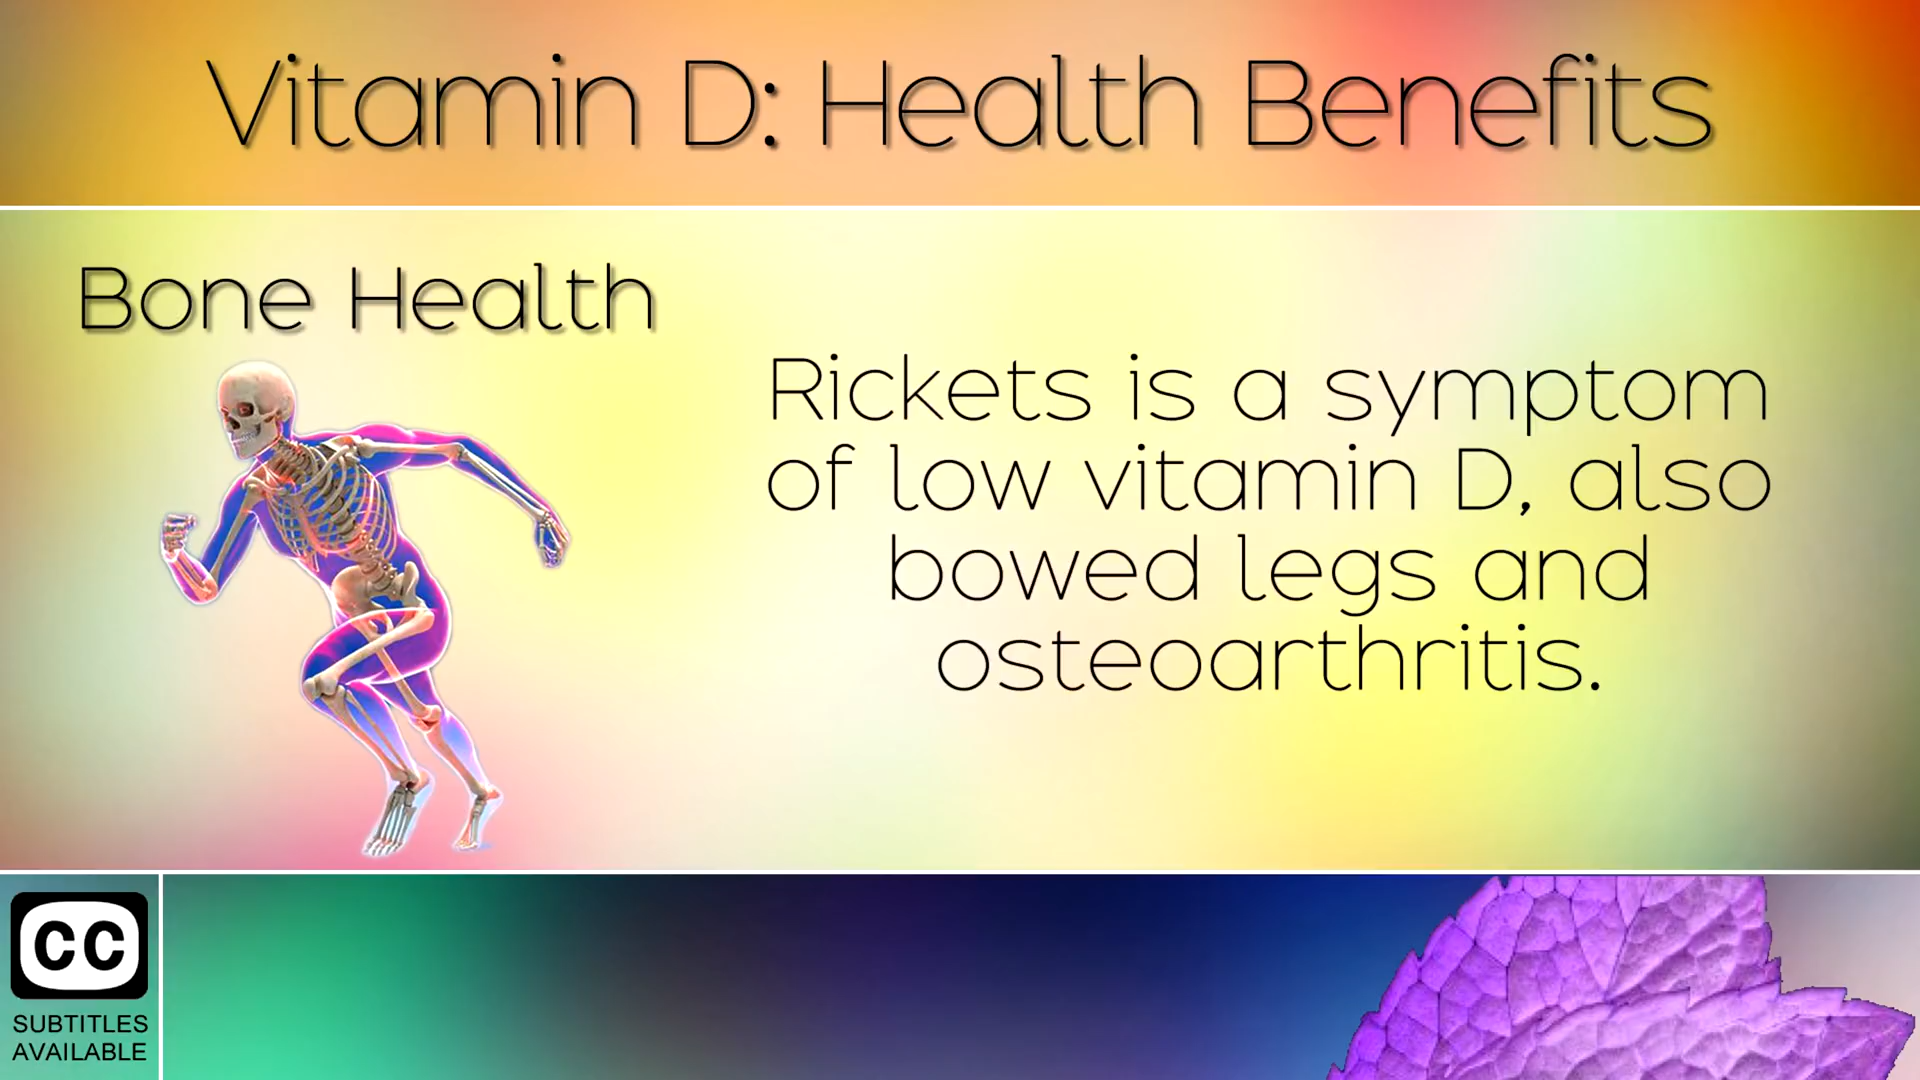 Vitamin D: Health Benefits
Bone Health
Rickets is a symptom
of low vitamin D, also
bowed legs and
osteoarthritis.
CC
SUBTITLES
AVAILABLE